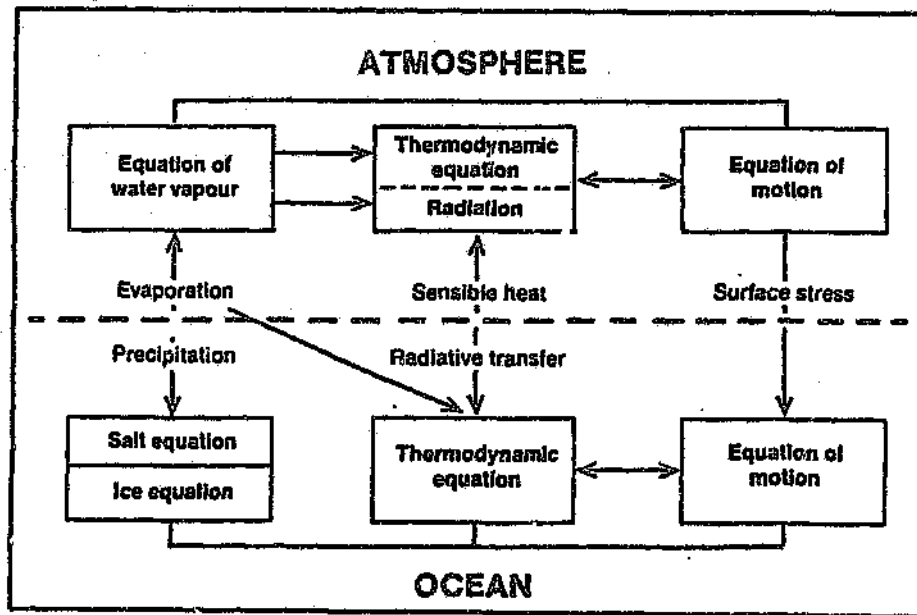 ATMOSPHERE
Equation of
water vapour
Thermodynamic
equation
Radiation
Equation of
motion
Evaporation
Sensible heat
Surface stress
Precipitation
Radiative transfer
Salt equation
Ice equation
Thermodynamic
equation
Equation of
motion
OCEAN